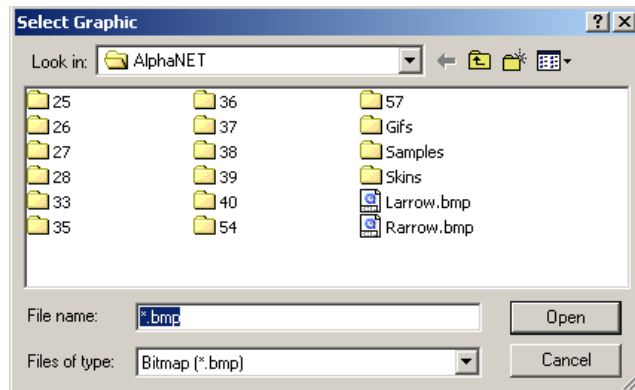 Select Graphic
Look in: AlphaNET
25 36 57
26 37 Gifs
27 38 Samples
28 39 Skins
33 40 Larrow.bmp
35 54 Rarrow.bmp
File name: *.bmp Open
Files of type: Bitmap (*.bmp) Cancel